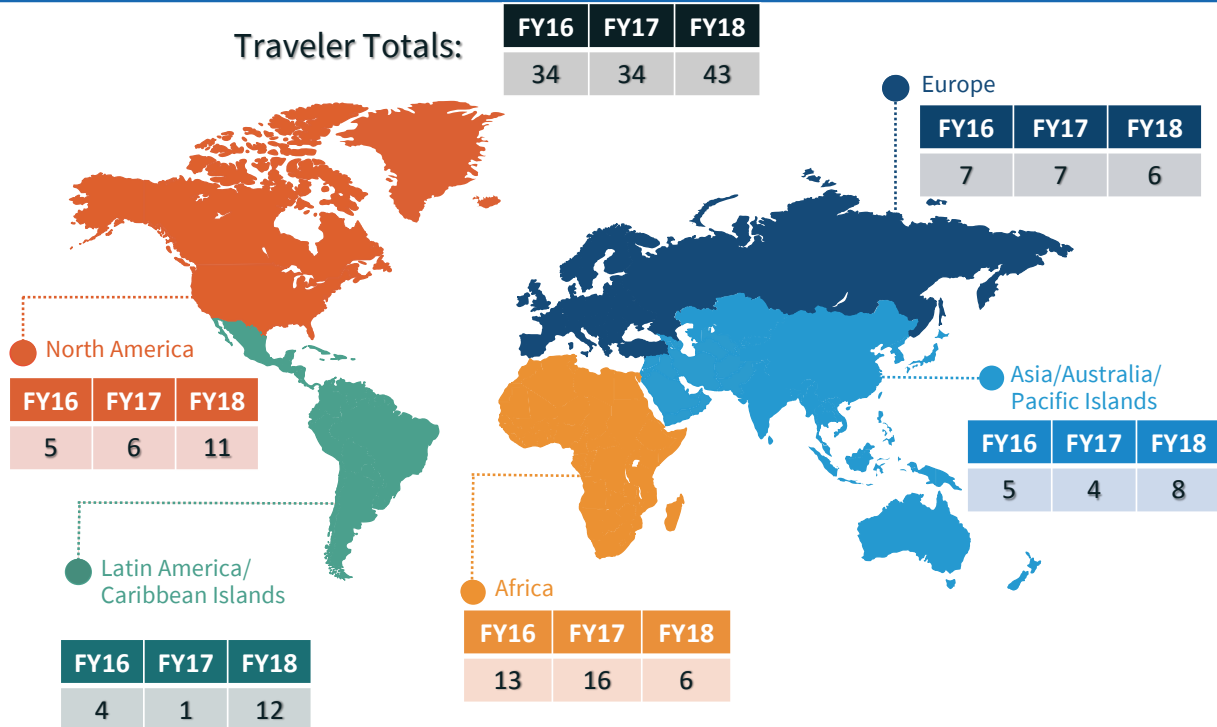 Traveler Totals:
FY16 FY17 FY18
34 34 43
Europe
FY16 FY17 FY18
7 7 6
North America
FY16 FY17 FY18
5 6 11
Asia/Australia/
Pacific Islands
FY16 FY17 FY18
5 4 8
Latin America/
Caribbean Islands
FY16 FY17 FY18
4 1 12
Africa
FY16 FY17 FY18
13 16 6